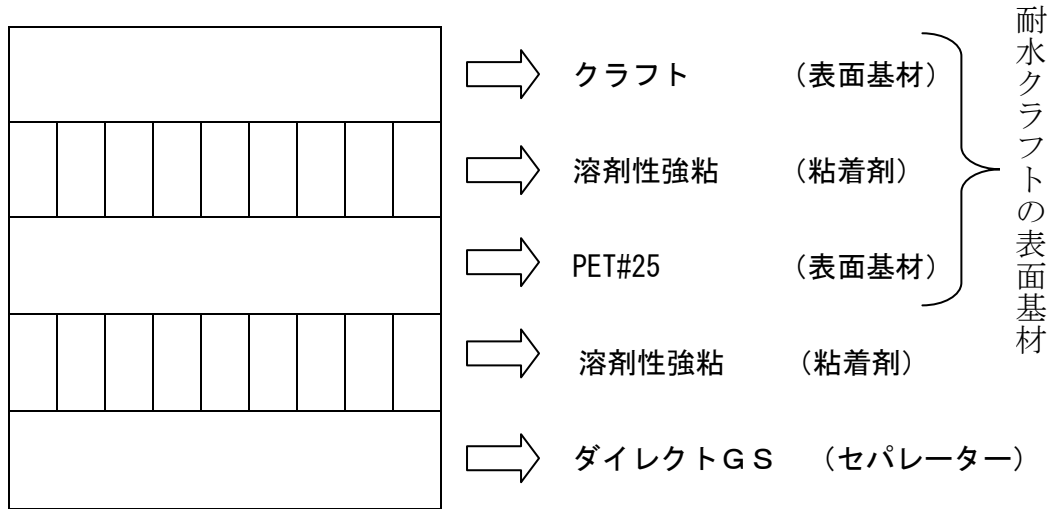 クラフト （表面基材）
溶剤性強粘 （粘着剤）
PET#25 （表面基材）
溶剤性強粘 （粘着剤）
ダイレクトＧＳ （セパレーター）
耐水クラフトの表面基材